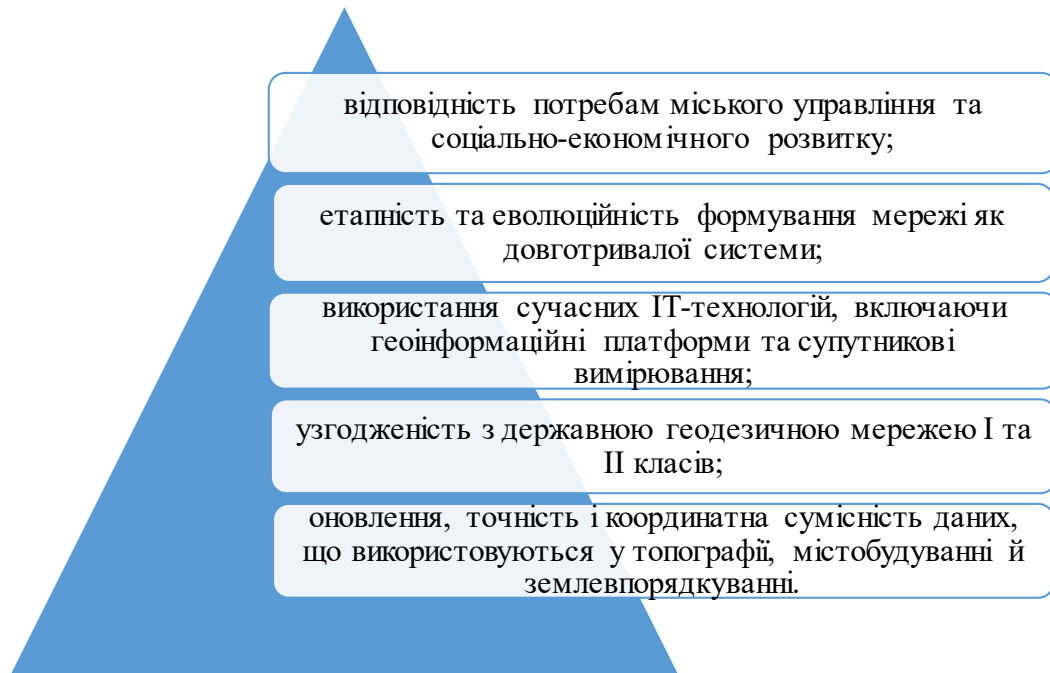 відповідність потребам міського управління та
соціально-економічного розвитку;
етапність та еволюційність формування мережі як
довготривалої системи;
використання сучасних ІТ-технологій, включаючи
геоінформаційні платформи та супутникові
вимірювання;
узгодженість з державною геодезичною мережею І та
ІІ класів;
оновлення, точність і координатна сумісність даних,
що використовуються у топографії, містобудуванні й
землевпорядкуванні.